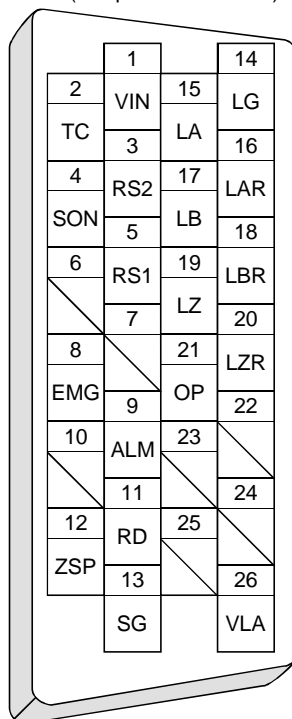 1 14
2 15
VIN LG
TC LA
3 16
4 17
RS2 LAR
SON LB
5 18
6 19
RS1 LBR
LZ
7 20
8 21
LZR
EMG OP
9 22
10 23
ALM
11 24
12 25
RD
ZSP
13 26
SG VLA